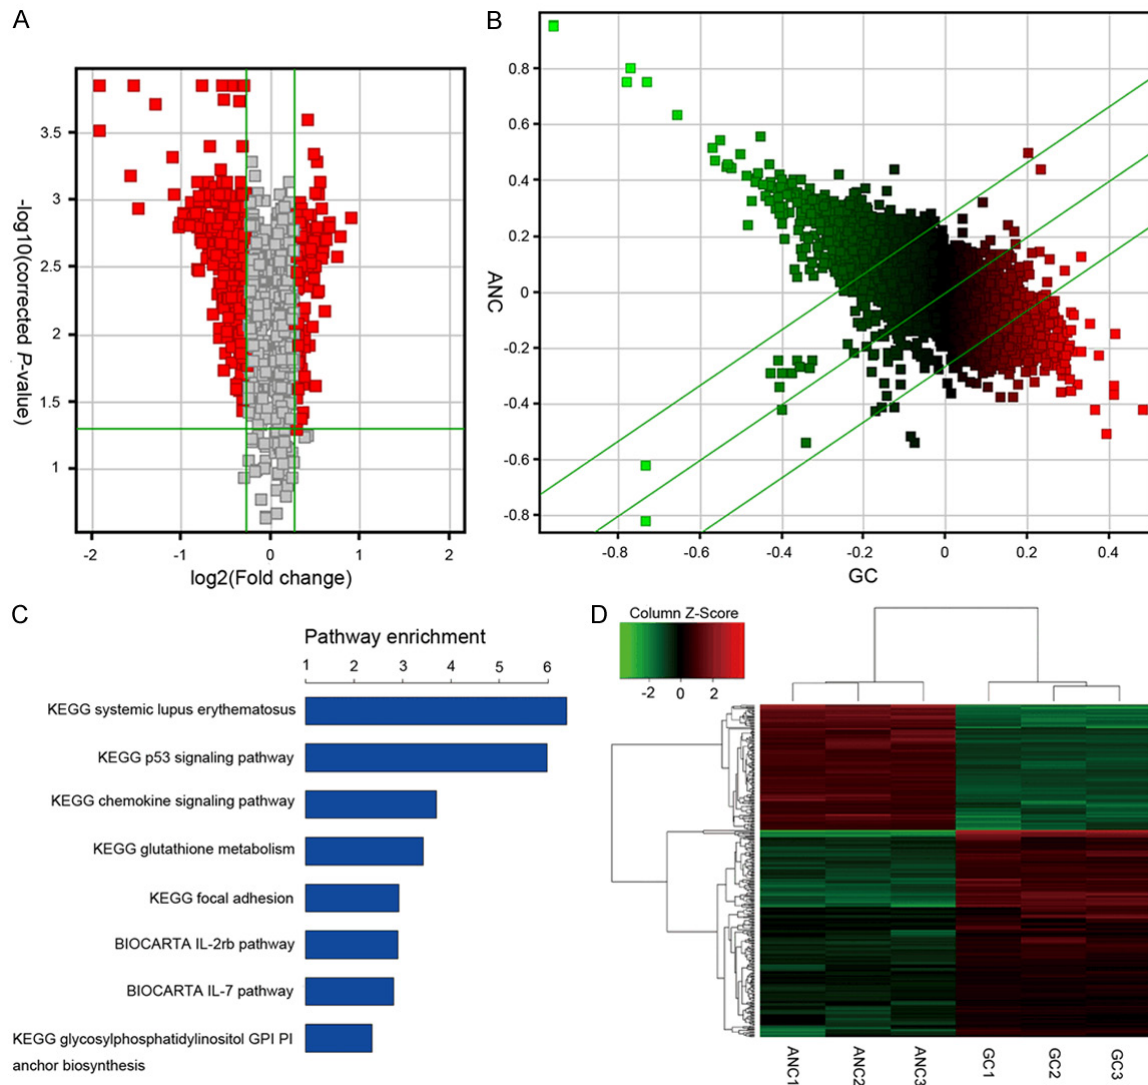 A
-log10(corrected P-value)
3.5
3
2.5
2
1.5
1
-2 -1 0 1 2
log2(Fold change)
B
ANC
0.8
0.6
0.4
0.2
0
-0.2
-0.4
-0.6
-0.8
-0.8 -0.6 -0.4 -0.2 0 0.2 0.4
GC
C
Pathway enrichment
1 2 3 4 5 6
KEGG systemic lupus erythematosus
KEGG p53 signaling pathway
KEGG chemokine signaling pathway
KEGG glutathione metabolism
KEGG focal adhesion
BIOCARTA IL-2rb pathway
BIOCARTA IL-7 pathway
KEGG glycosylphosphatidylinositol GPI PI
anchor biosynthesis
D
Column Z-Score
-2 0 2
ANC1 ANC2 ANC3 GC1 GC2 GC3